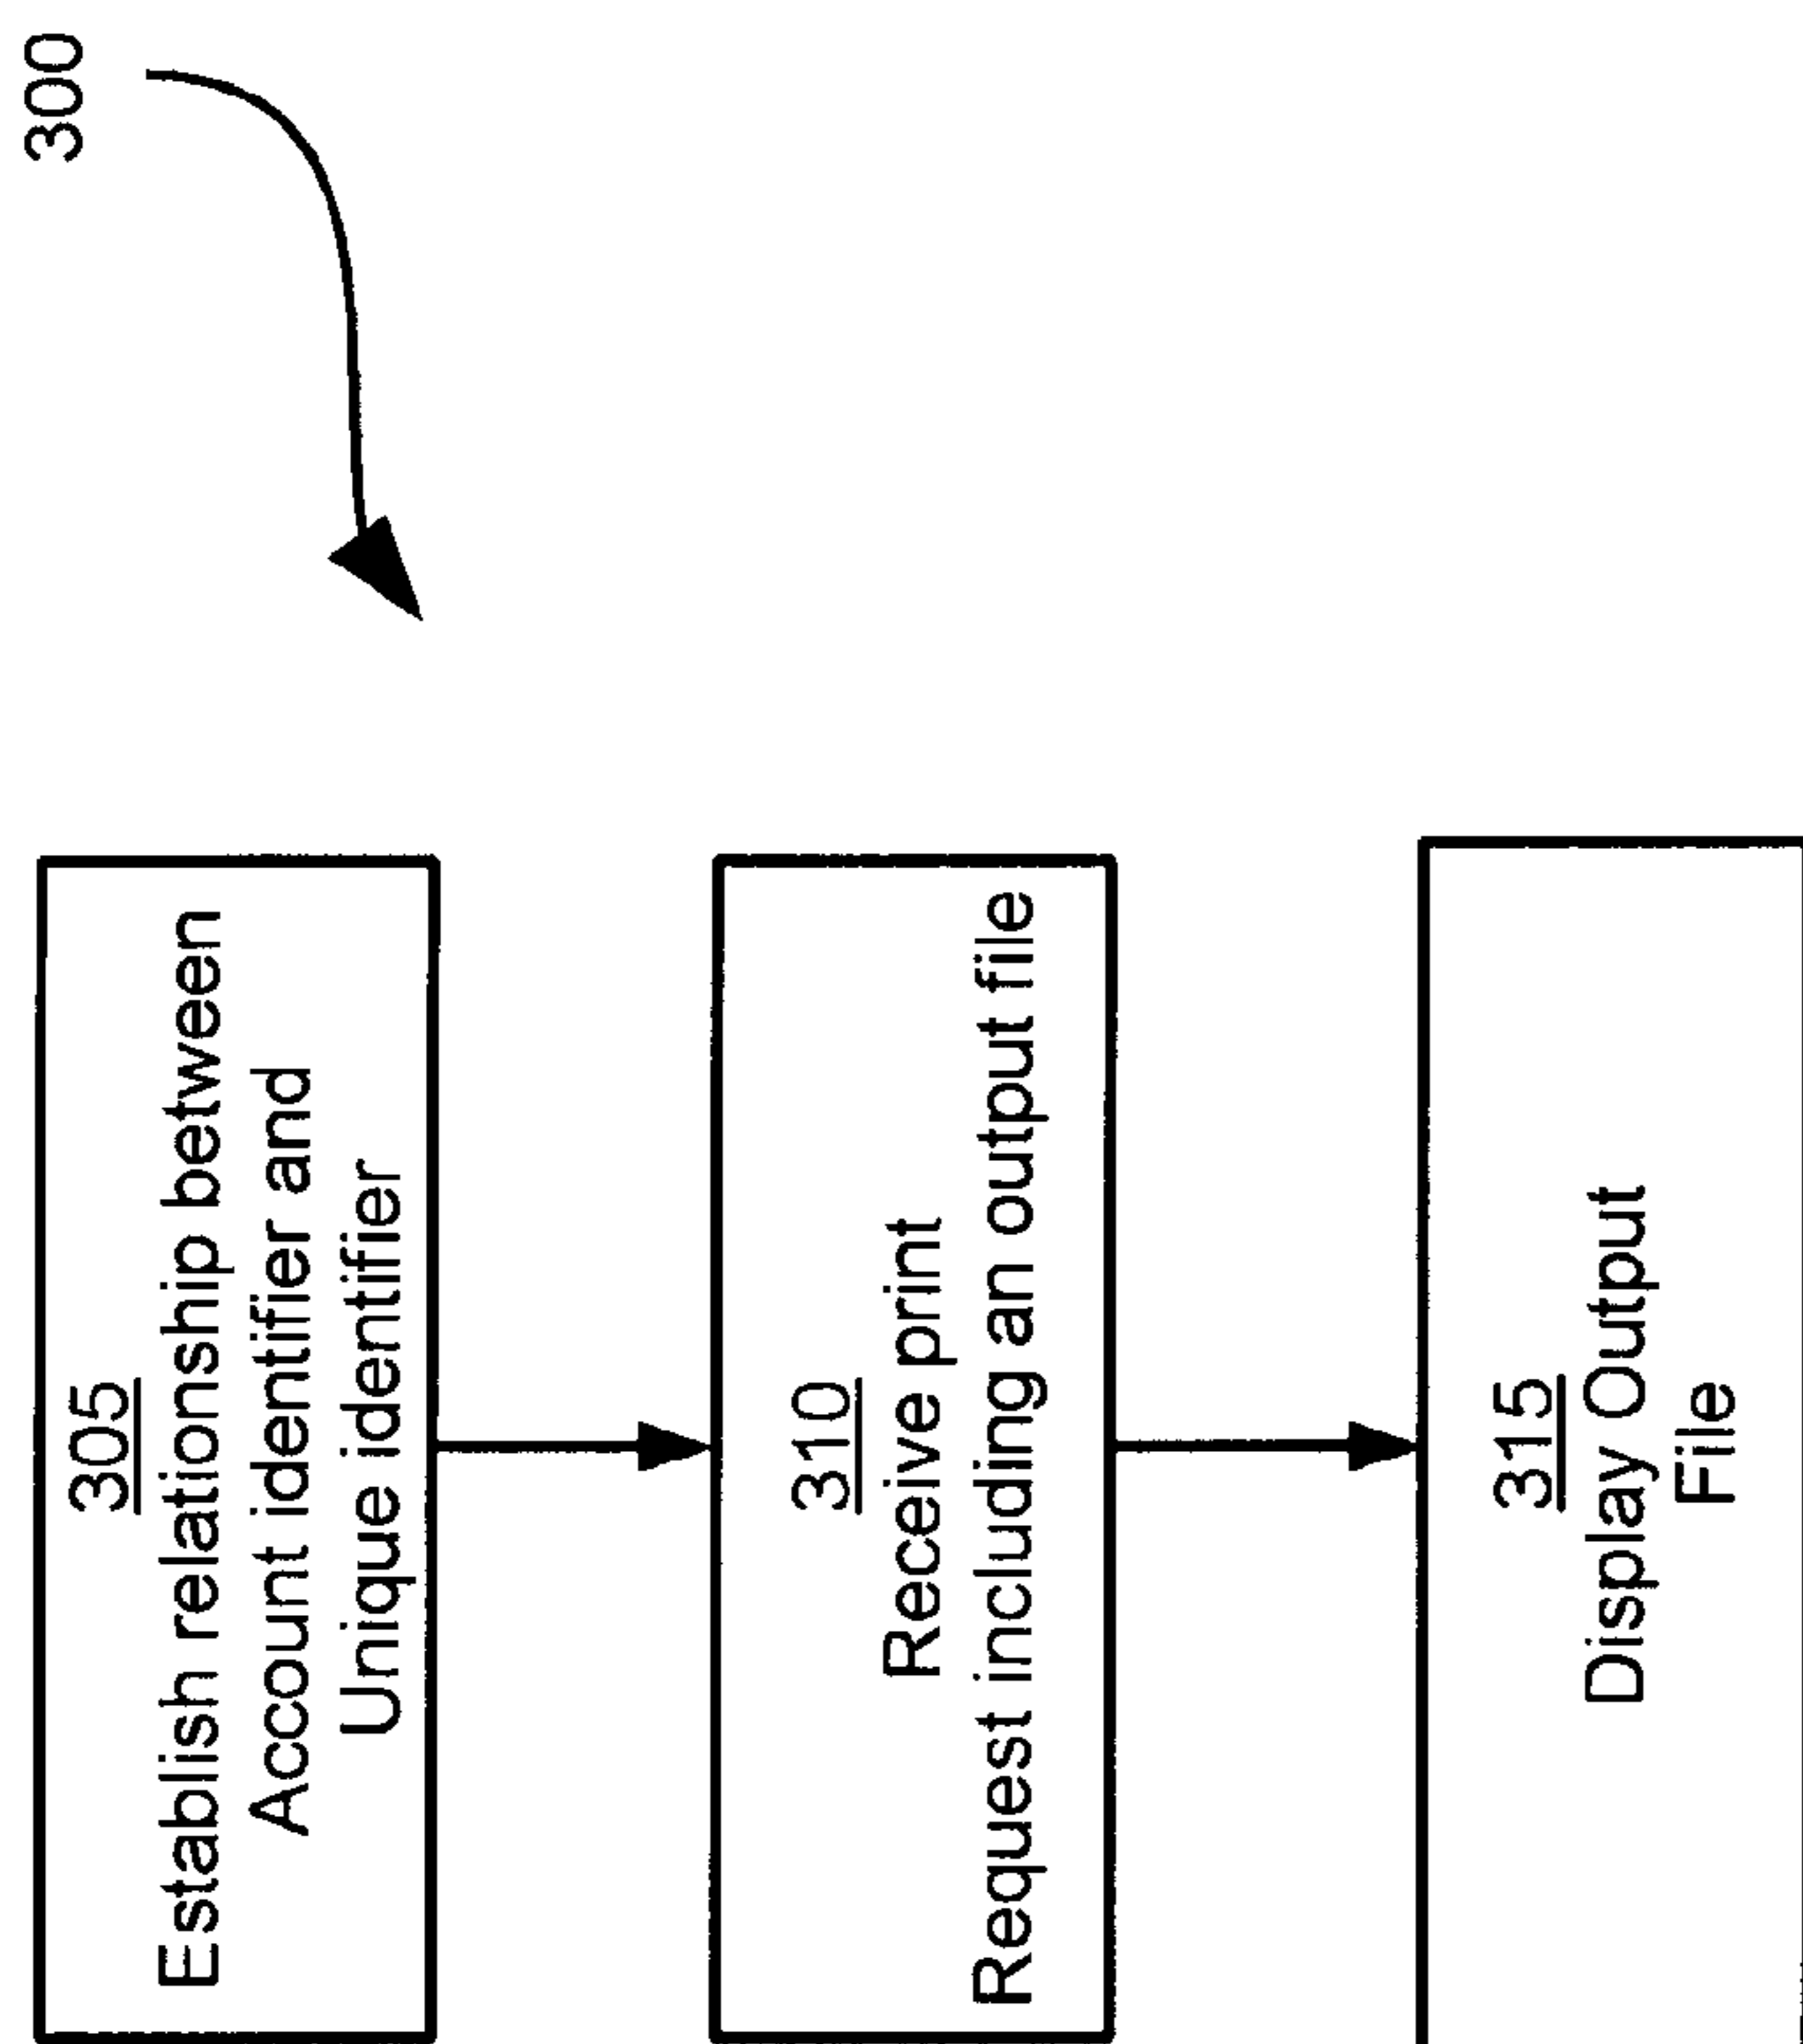 300
305
Establish relationship between
Account identifier and
Unique identifier
310
Receive print
Request including an output file
315
Display Output
File